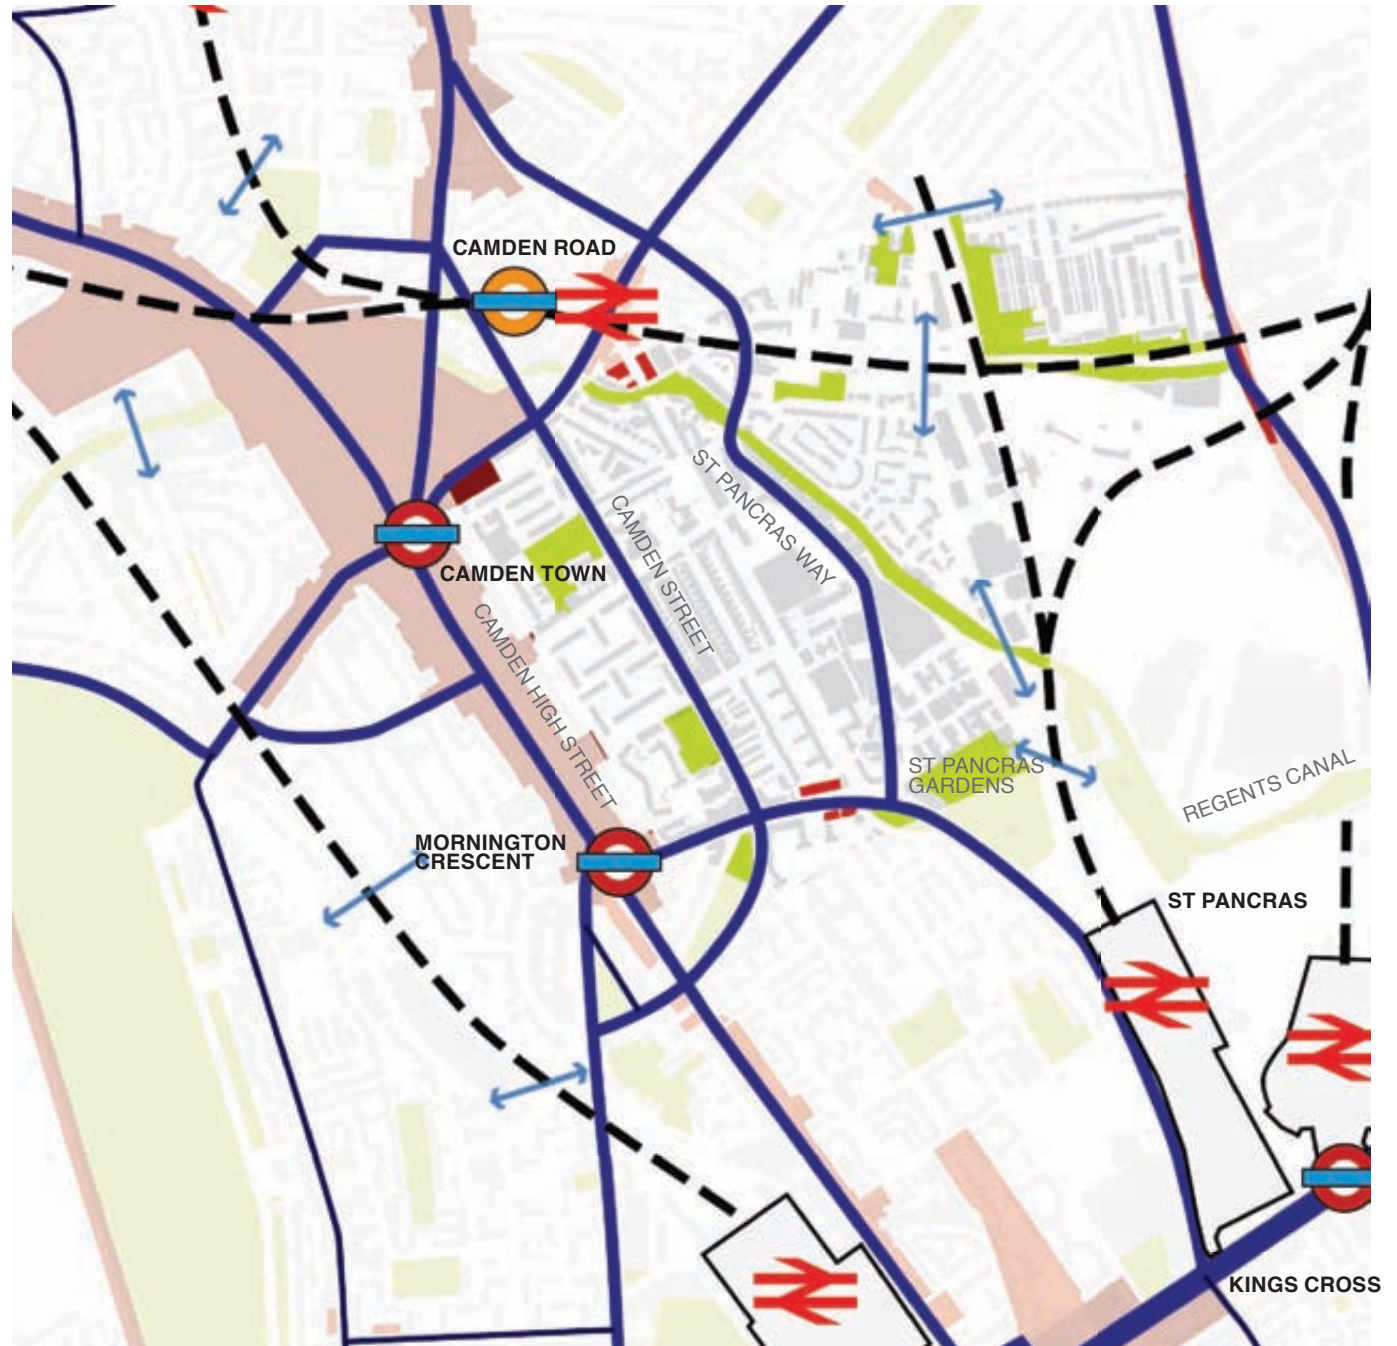 CAMDEN ROAD
ST PANCRAS WAY
CAMDEN STREET
CAMDEN TOWN
CAMDEN HIGH STREET
ST PANCRAS
GARDENS
REGENTS CANAL
MORNINGTON
CRESCENT
ST PANCRAS
KINGS CROSS